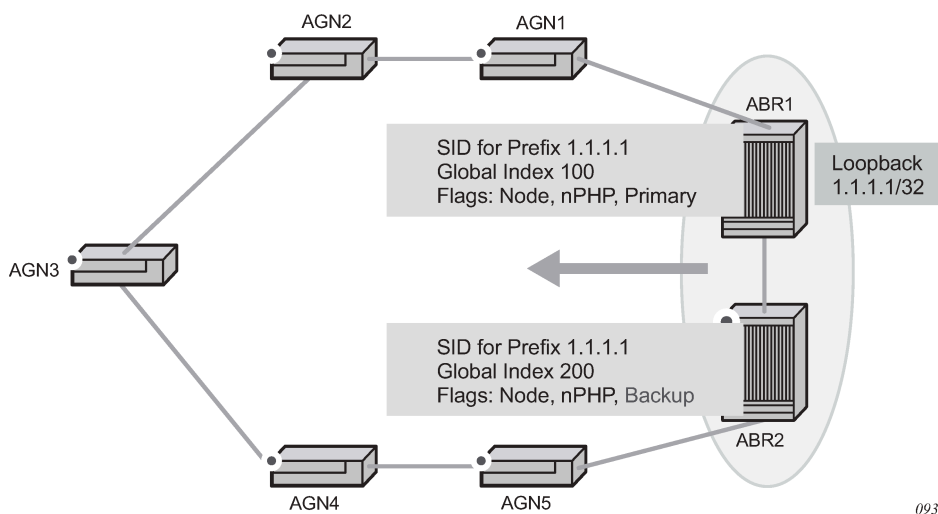 AGN2
AGN1
ABR1
SID for Prefix 1.1.1.1
Global Index 100
Flags: Node, nPHP, Primary
Loopback
1.1.1.1/32
AGN3
SID for Prefix 1.1.1.1
Global Index 200
Flags: Node, nPHP, Backup
ABR2
AGN4
AGN5
093